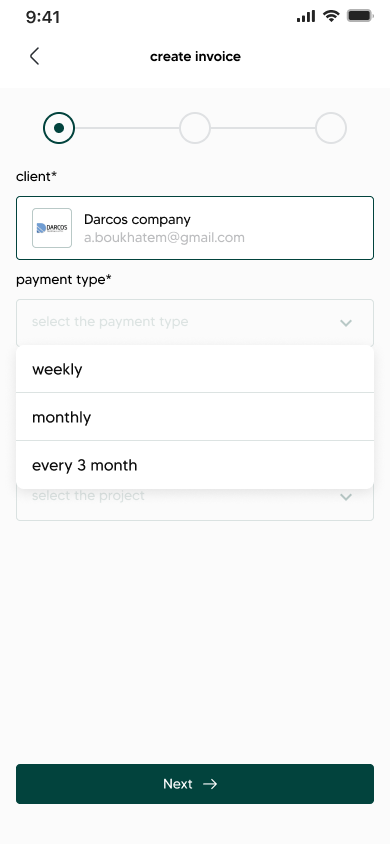 9:41
create invoice
client*
DARCOS
Darcos company
a.boukhatem@gmail.com
payment type*
select the payment type
weekly
monthly
every 3 month
select the project
Next